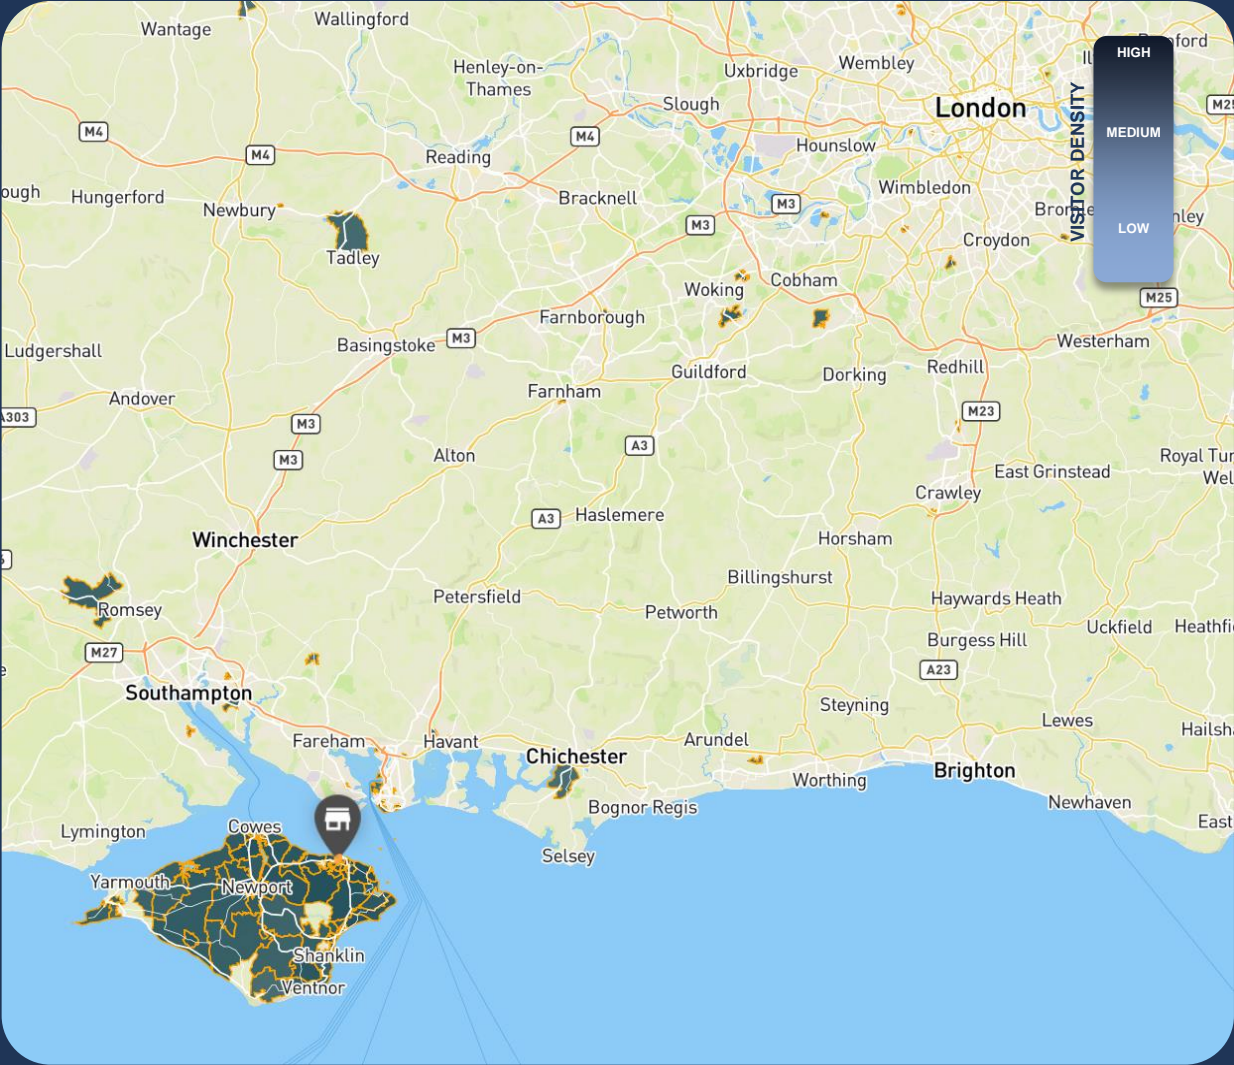 Wantage
Wallingford
Henley-on-
Thames
Uxbridge
Wembley
Slough
London
HIGH
MEDIUM
LOW
VISITOR DENSITY
M4
M4
M4
Reading
Hounslow
Hungerford
Newbury
Bracknell
Wimbledon
M3
M3
Croydon
Tadley
Woking
Cobham
M25
Farnborough
Basingstoke
M3
Ludgershall
Westerham
Andover
Farnham
Guildford
Dorking
Redhill
A303
M3
M23
M3
Alton
A3
East Grinstead
Crawley
A3
Haslemere
Winchester
Horsham
Billingshurst
Romsey
Petersfield
Petworth
Haywards Heath
Uckfield
M27
Burgess Hill
A23
Southampton
Steyning
Lewes
Fareham
Havant
Arundel
Chichester
Worthing
Brighton
Bognor Regis
Newhaven
Lymington
Cowes
Selsey
East
Yarmouth
Newport
Shanklin
Ventnor